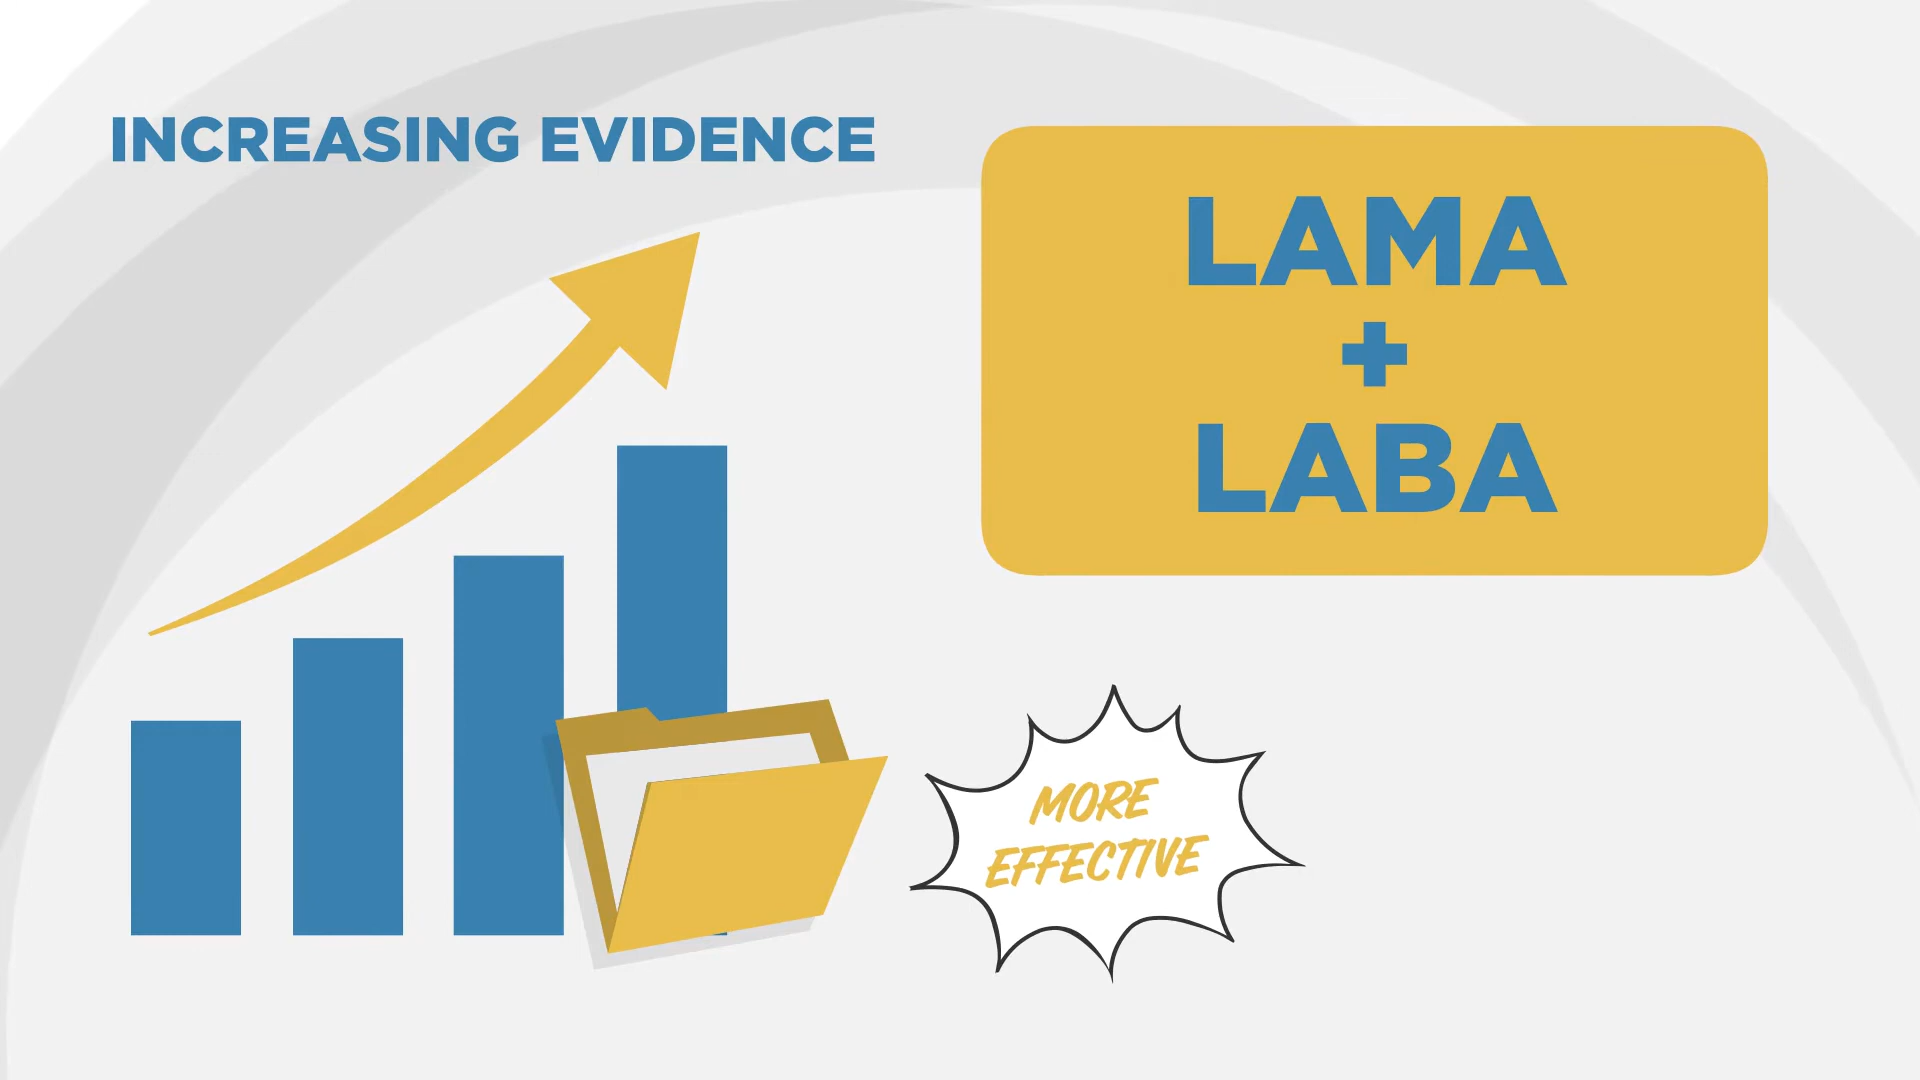 INCREASING EVIDENCE
LAMA
+
LABA
MORE
EFFECTIVE